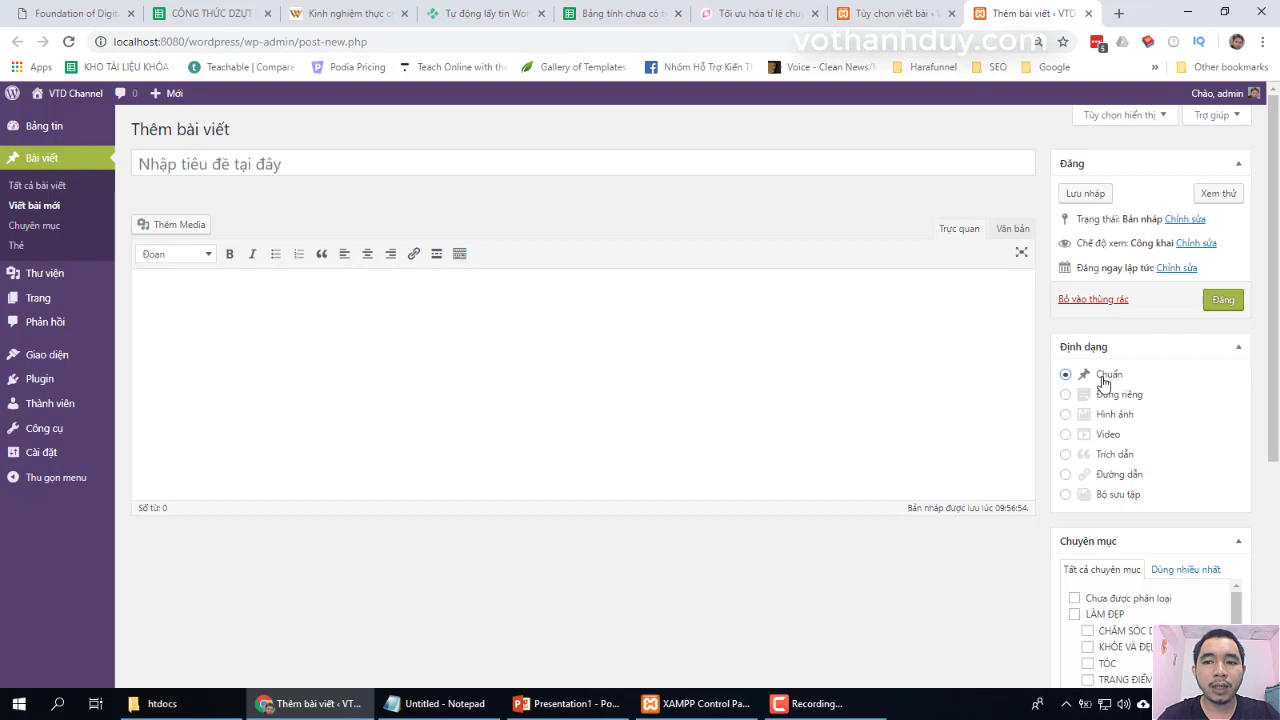 Foundation of Digit
CÔNG THỨC DZỰT
Kinh nghiệm thực c
Tự động lấy tin W
Bảng tính chưa có t
Tối ưu hóa tỉ lệ chu
Tùy chọn viết bài ‹ V
Thêm bài viết ‹ VTD
localhost:8080/wordpress/wp-admin/post-new.php
vothanhduy.com
5
IQ
Apps
KHO TÀI LIỆU KHÓA
Teachable | Compare
Podia Pricing
Teach Online with the
Gallery of Templates
Nhóm Hỗ Trợ Kiến T
Voice - Clean News/
Harafunnel
SEO
Google
»
Other bookmarks
VTD Channel
0
Mới
Chào, admin
Bảng tin
Bài viết
Tất cả bài viết
Viết bài mới
Chuyên mục
Thẻ
Thư viện
Trang
Phản hồi
Giao diện
Plugin
Thành viên
Công cụ
Cài đặt
Thu gọn menu
Tùy chọn hiển thị
Trợ giúp
Thêm bài viết
Nhập tiêu đề tại đây
Thêm Media
Trực quan
Văn bản
Đoạn
B
I
Số từ: 0
Bản nháp được lưu lúc 09:56:54.
Đăng
Lưu nháp
Xem thử
Trạng thái: Bản nháp Chỉnh sửa
Chế độ xem: Công khai Chỉnh sửa
Đăng ngay lập tức Chỉnh sửa
Bỏ vào thùng rác
Đăng
Định dạng
Chuẩn
Đứng riêng
Hình ảnh
Video
Trích dẫn
Đường dẫn
Bộ sưu tập
Chuyên mục
Tất cả chuyên mục
Dùng nhiều nhất
Chưa được phân loại
LÀM ĐẸP
CHĂM SÓC
KHỎE VÀ ĐẸP
TÓC
TRANG ĐIỂM
htdocs
Thêm bài viết ‹ VT...
Untitled - Notepad
Presentation1 - Po...
XAMPP Control Pa...
Recording...